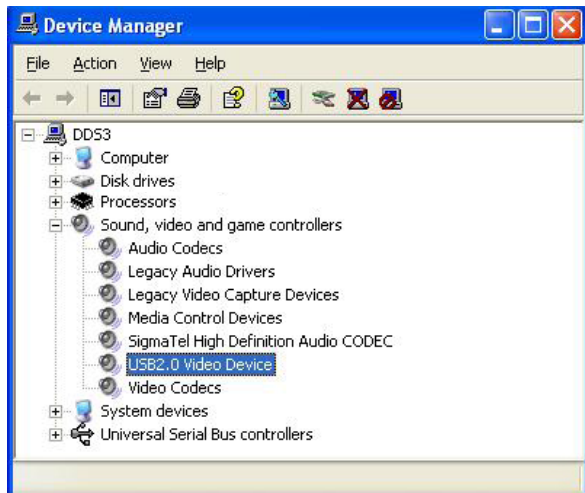 Device Manager
File Action View Help
DDS3
Computer
Disk drives
Processors
Sound, video and game controllers
Audio Codecs
Legacy Audio Drivers
Legacy Video Capture Devices
Media Control Devices
SigmaTel High Definition Audio CODEC
USB2.0 Video Device
Video Codecs
System devices
Universal Serial Bus controllers